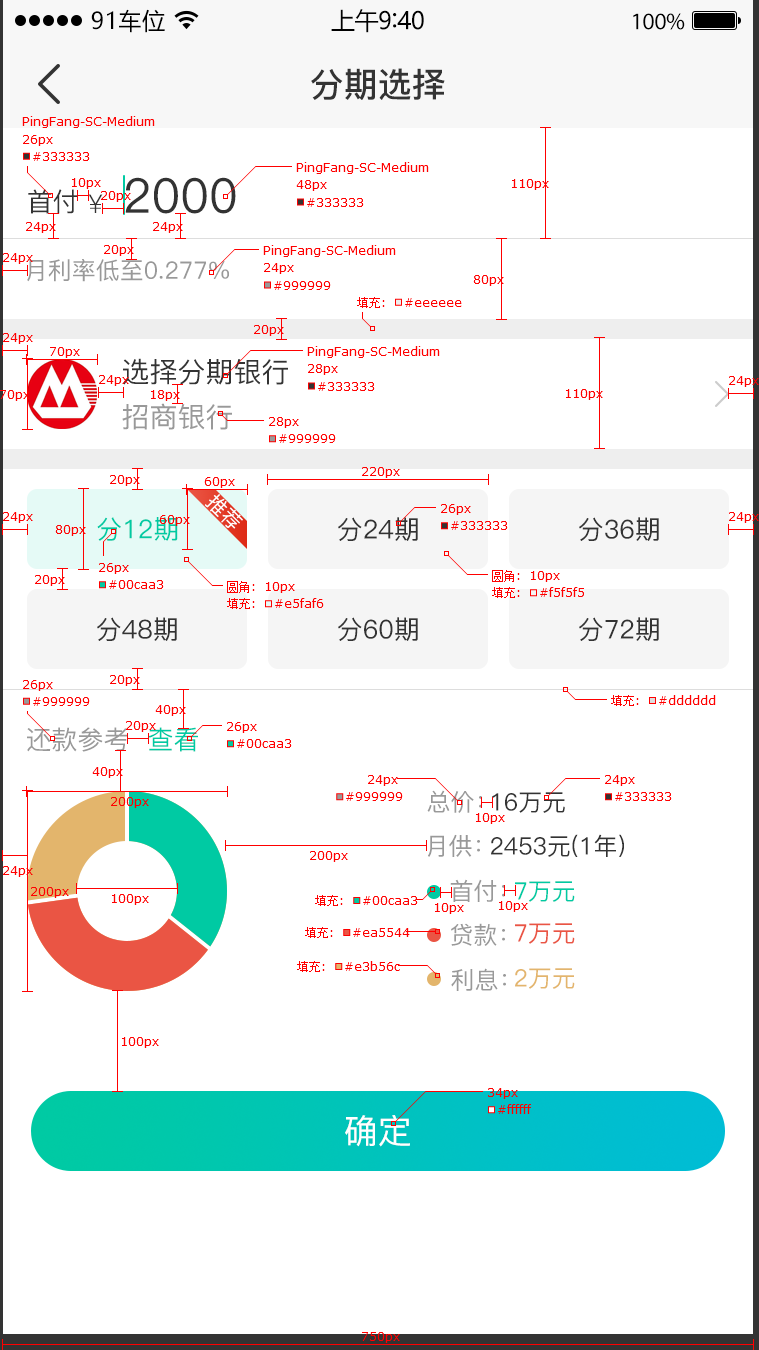 91车位 上午9:40 100%
分期选择
PingFang-SC-Medium
26px
#333333
PingFang-SC-Medium
48px
#333333
110px
10px
20px
首付 ¥ 2000
24px
24px
20px
PingFang-SC-Medium
24px
#999999
24px
月利率低至0.277%
80px
填充: #eeeeee
20px
24px
70px
PingFang-SC-Medium
28px
#333333
选择分期银行
24px
24px
70px
18px
110px
招商银行
28px
#999999
220px
20px
60px
推荐
24px
80px
分12期
60px
分24期
26px
#333333
分36期
24px
20px
26px
#00caa3
圆角: 10px
填充: #e5faf6
圆角: 10px
填充: #f5f5f5
分48期 分60期 分72期
20px
26px
#999999
填充: #dddddd
40px
20px
26px
#00caa3
还款参考 查看
40px
200px
24px
#999999
24px
#333333
总价: 16万元
10px
月供: 2453元(1年)
200px
24px
200px
100px
填充: #00caa3
首付: 7万元
10px
10px
填充: #ea5544
贷款: 7万元
填充: #e3b56c
利息: 2万元
100px
34px
#ffffff
确定
750px